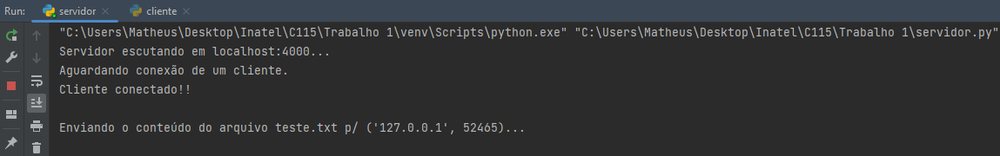 Run: servidor × cliente ×
"C:\Users\Matheus\Desktop\Inatel\C115\Trabalho 1\venv\Scripts\python.exe" "C:\Users\Matheus\Desktop\Inatel\C115\Trabalho 1\servidor.py"
Servidor escutando em localhost:4000...
Aguardando conexão de um cliente.
Cliente conectado!!
Enviando o conteúdo do arquivo teste.txt p/ ('127.0.0.1', 52465)...